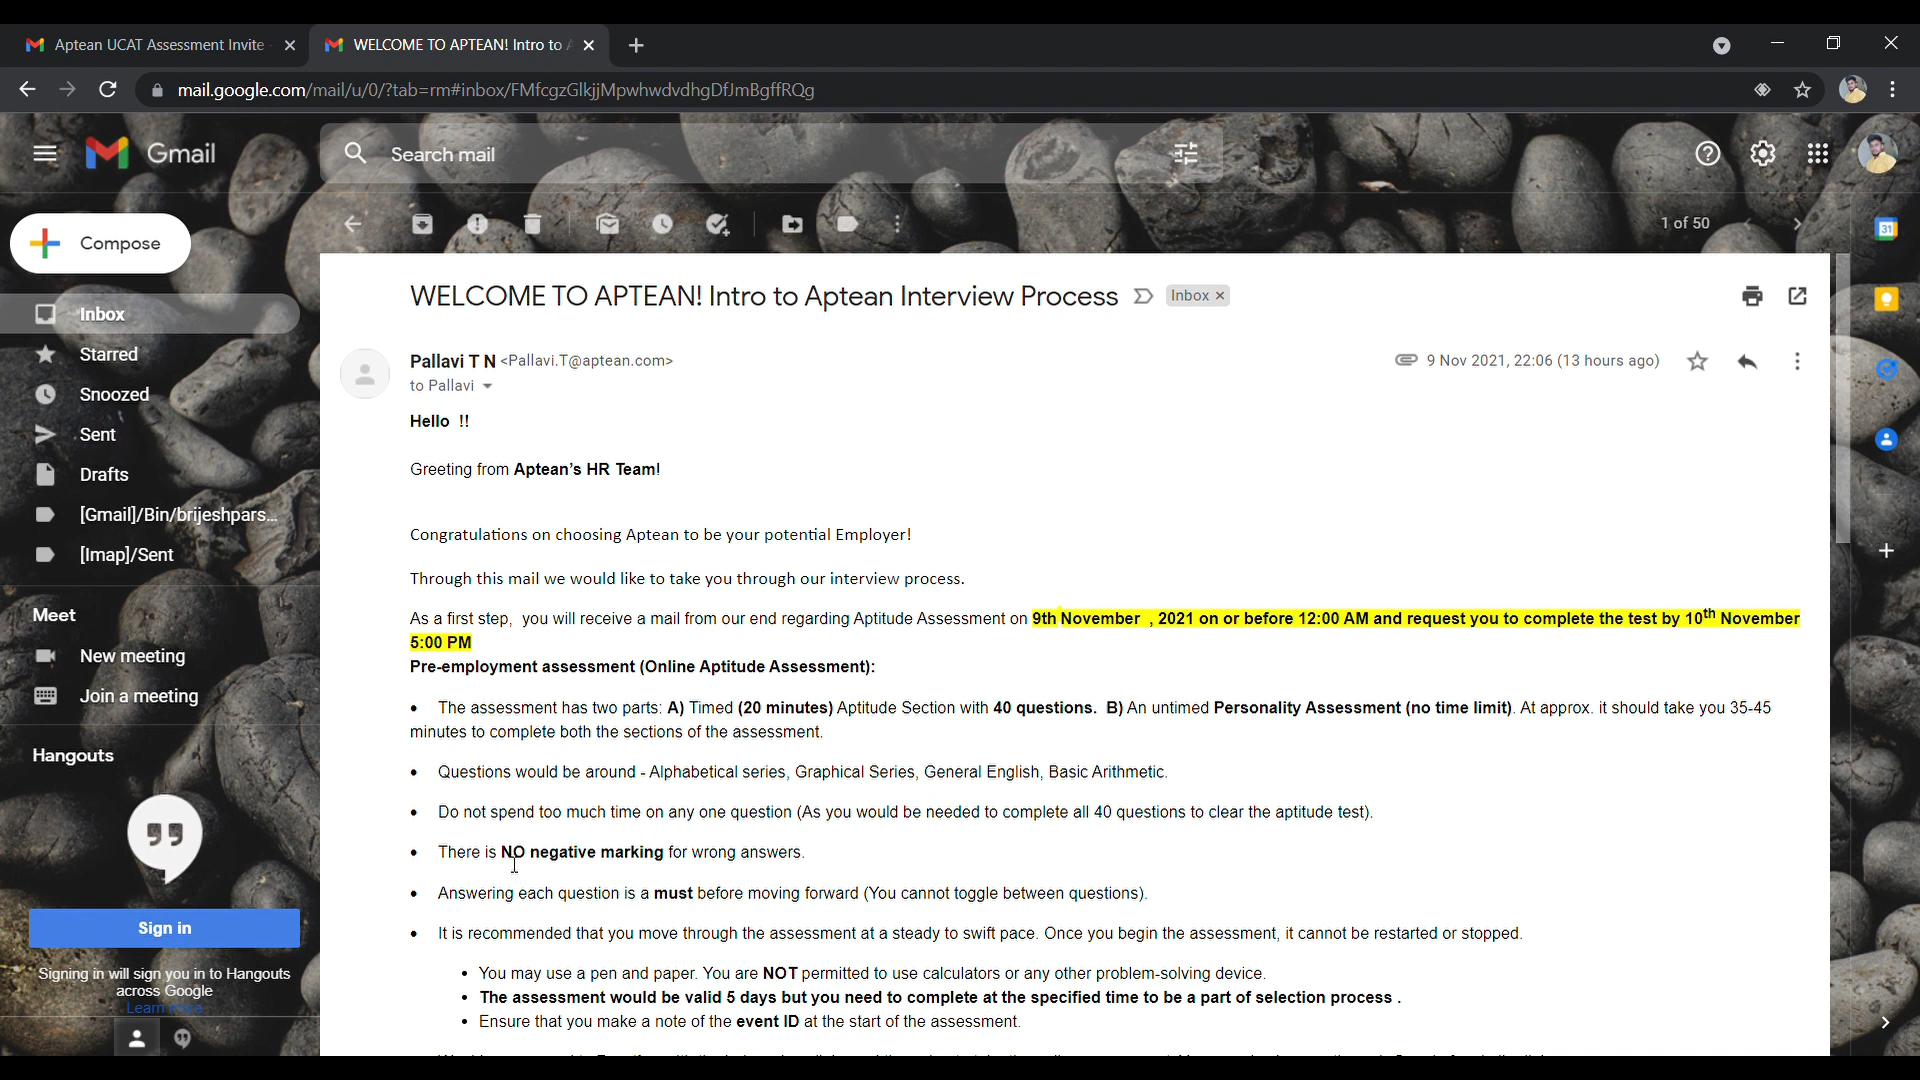 Aptean UCAT Assessment Invite
WELCOME TO APTEAN! Intro to
mail.google.com/mail/u/0/?tab=rm#inbox/FMfcgzGlkjjMpwhwdvdhgDfJmBgffRQg
Gmail
Search mail
Compose
1 of 50
31
Inbox
Starred
Snoozed
Sent
Drafts
[Gmail]/Bin/brijeshpars...
[Imap]/Sent
Meet
New meeting
Join a meeting
Hangouts
Sign in
Signing in will sign you in to Hangouts
across Google
Learn more
WELCOME TO APTEAN! Intro to Aptean Interview Process
Inbox ×
Pallavi T N <Pallavi.T@aptean.com>
9 Nov 2021, 22:06 (13 hours ago)
to Pallavi
Hello !!
Greeting from Aptean’s HR Team!
Congratulations on choosing Aptean to be your potential Employer!
Through this mail we would like to take you through our interview process.
As a first step, you will receive a mail from our end regarding Aptitude Assessment on 9th November , 2021 on or before 12:00 AM and request you to complete the test by 10th November
5:00 PM
Pre-employment assessment (Online Aptitude Assessment):
• The assessment has two parts: A) Timed (20 minutes) Aptitude Section with 40 questions. B) An untimed Personality Assessment (no time limit). At approx. it should take you 35-45
minutes to complete both the sections of the assessment.
• Questions would be around - Alphabetical series, Graphical Series, General English, Basic Arithmetic.
• Do not spend too much time on any one question (As you would be needed to complete all 40 questions to clear the aptitude test).
• There is NO negative marking for wrong answers.
• Answering each question is a must before moving forward (You cannot toggle between questions).
• It is recommended that you move through the assessment at a steady to swift pace. Once you begin the assessment, it cannot be restarted or stopped.
• You may use a pen and paper. You are NOT permitted to use calculators or any other problem-solving device.
• The assessment would be valid 5 days but you need to complete at the specified time to be a part of selection process .
• Ensure that you make a note of the event ID at the start of the assessment.